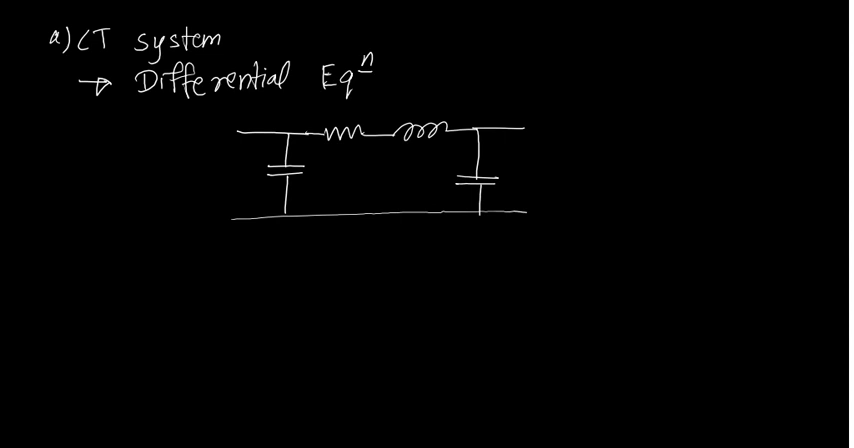 a) CT system
→ Differential Eqⁿ